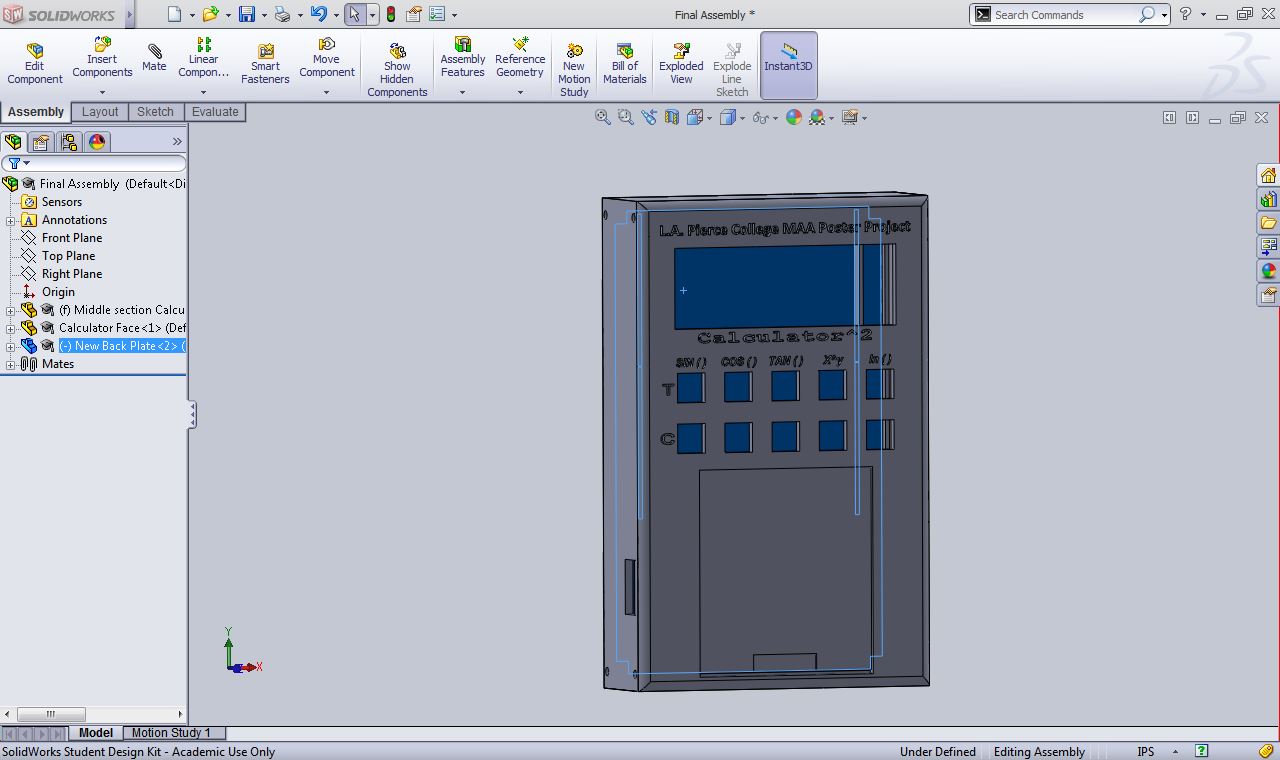 SOLIDWORKS
Final Assembly *
Search Commands
Edit Component
Insert Components
Mate
Linear Compon...
Smart Fasteners
Move Component
Show Hidden Components
Assembly Features
Reference Geometry
New Motion Study
Bill of Materials
Exploded View
Explode Line Sketch
Instant3D
Assembly
Layout
Sketch
Evaluate
Final Assembly (Default<Di
Sensors
Annotations
Front Plane
Top Plane
Right Plane
Origin
(f) Middle section Calcu
Calculator Face<1> (Def
(-) New Back Plate<2> (
Mates
L.A. Pierce College MAA Poster Project
Calculator^2
SIN () COS () TAN () X^y ln ()
T
C
Y
X
Model
Motion Study 1
SolidWorks Student Design Kit - Academic Use Only
Under Defined
Editing Assembly
IPS